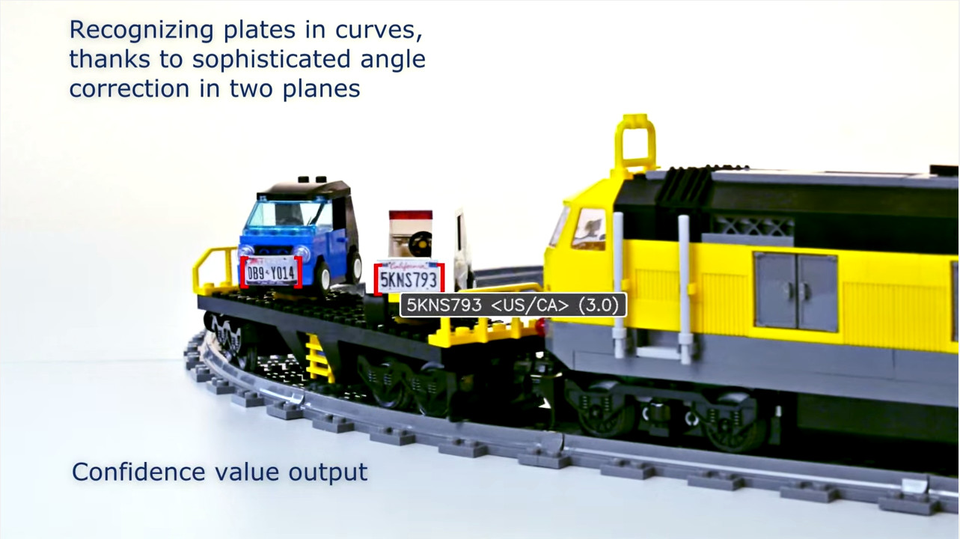 Recognizing plates in curves,
thanks to sophisticated angle
correction in two planes
DB9·Y014
California
5KNS793
5KNS793 <US/CA> (3.0)
Confidence value output